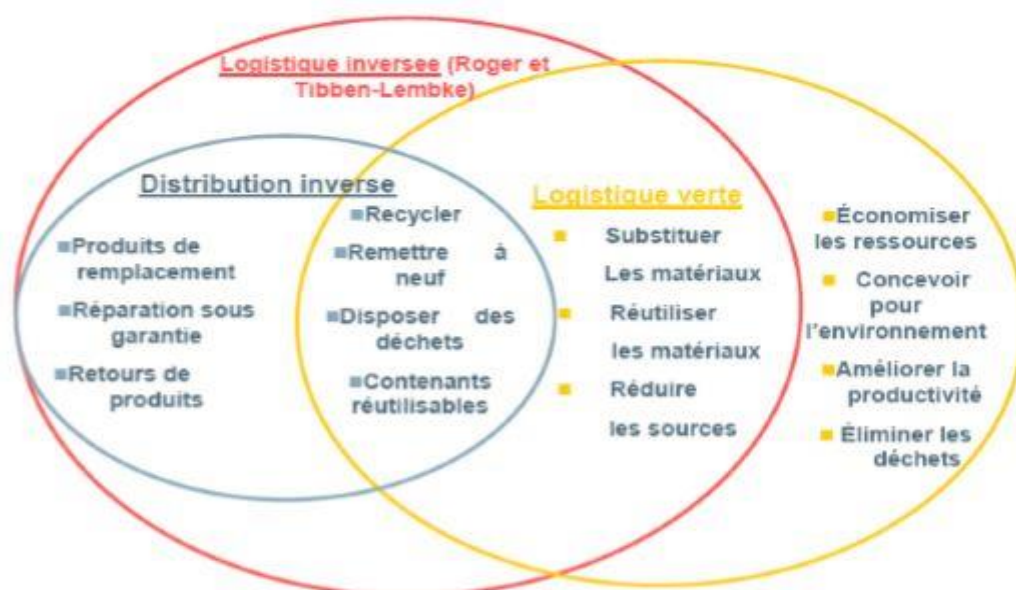 Logistique inversee (Roger et
Tibben-Lembke)
Distribution inverse
■Produits de
remplacement
■Réparation sous
garantie
■Retours de
produits
■Recycler
■Remettre à
neuf
■Disposer des
déchets
■Contenants
réutilisables
Logistique verte
■ Substituer
Les matériaux
■ Réutiliser
les matériaux
■ Réduire
les sources
■Économiser
les ressources
■ Concevoir
pour
l'environnement
■Améliorer la
productivité
■ Éliminer les
déchets